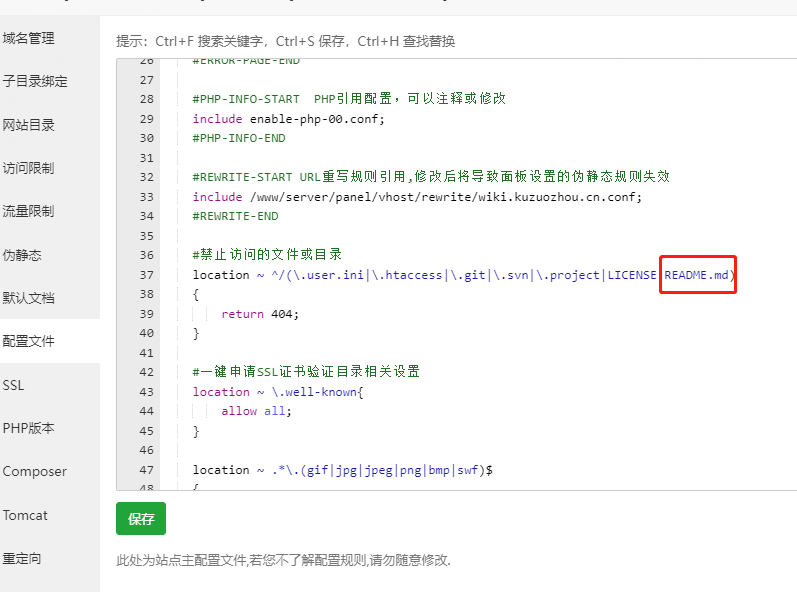 域名管理
子目录绑定
网站目录
访问限制
流量限制
伪静态
默认文档
配置文件
SSL
PHP版本
Composer
Tomcat
重定向
提示：Ctrl+F 搜索关键字，Ctrl+S 保存，Ctrl+H 查找替换
26 #ERROR-PAGE-END
27
28 #PHP-INFO-START  PHP引用配置，可以注释或修改
29 include enable-php-00.conf;
30 #PHP-INFO-END
31
32 #REWRITE-START URL重写规则引用,修改后将导致面板设置的伪静态规则失效
33 include /www/server/panel/vhost/rewrite/wiki.kuzuozhou.cn.conf;
34 #REWRITE-END
35
36 #禁止访问的文件或目录
37 location ~ ^/(\.user.ini|\.htaccess|\.git|\.svn|\.project|LICENSE README.md)
38 {
39 return 404;
40 }
41
42 #一键申请SSL证书验证目录相关设置
43 location ~ \.well-known{
44 allow all;
45 }
46
47 location ~ .*\.(gif|jpg|jpeg|png|bmp|swf)$
48 {
保存
此处为站点主配置文件,若您不了解配置规则,请勿随意修改.